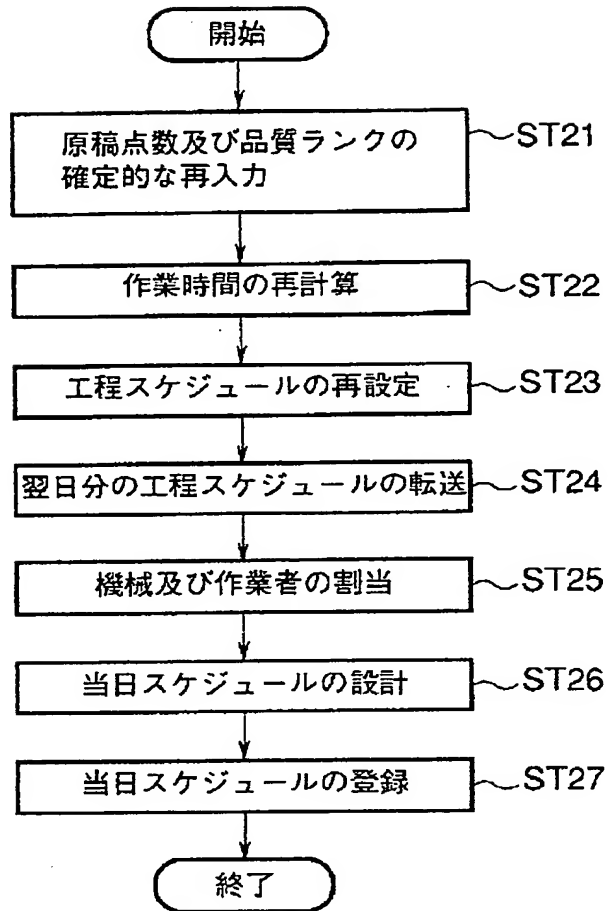 開始
原稿点数及び品質ランクの
確定的な再入力
ST21
作業時間の再計算
ST22
工程スケジュールの再設定
ST23
翌日分の工程スケジュールの転送
ST24
機械及び作業者の割当
ST25
当日スケジュールの設計
ST26
当日スケジュールの登録
ST27
終了